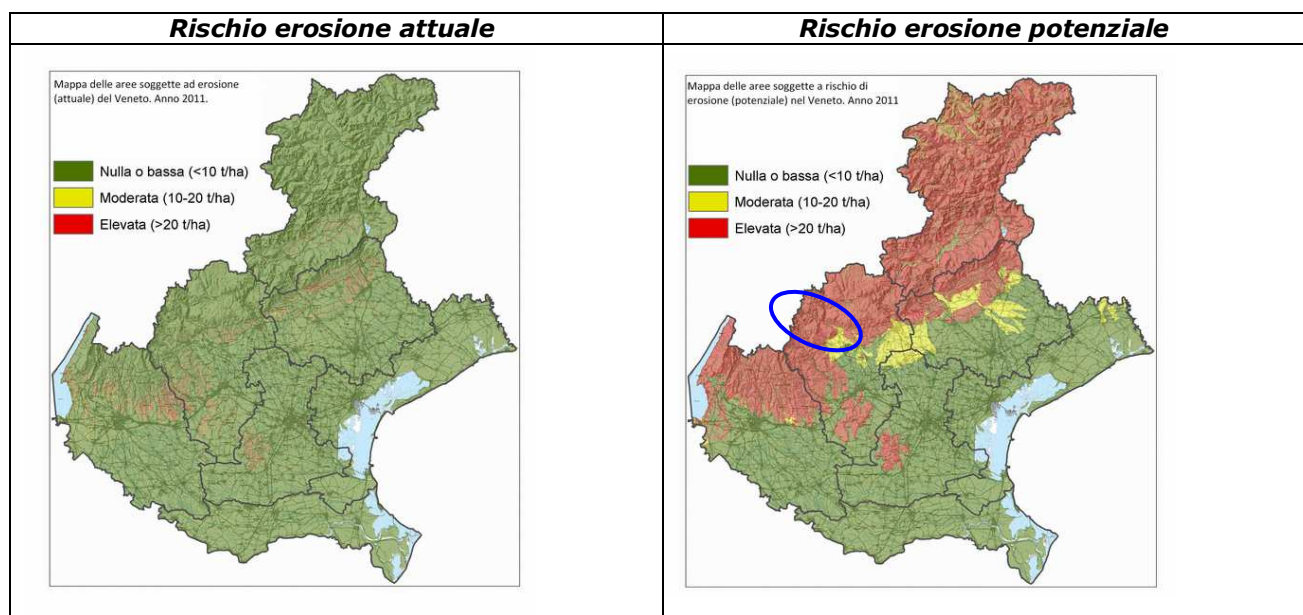 Rischio erosione attuale
Rischio erosione potenziale
Mappa delle aree soggette ad erosione
(attuale) del Veneto. Anno 2011.
Nulla o bassa (<10 t/ha)
Moderata (10-20 t/ha)
Elevata (>20 t/ha)
Mappa delle aree soggette a rischio di
erosione (potenziale) nel Veneto. Anno 2011
Nulla o bassa (<10 t/ha)
Moderata (10-20 t/ha)
Elevata (>20 t/ha)